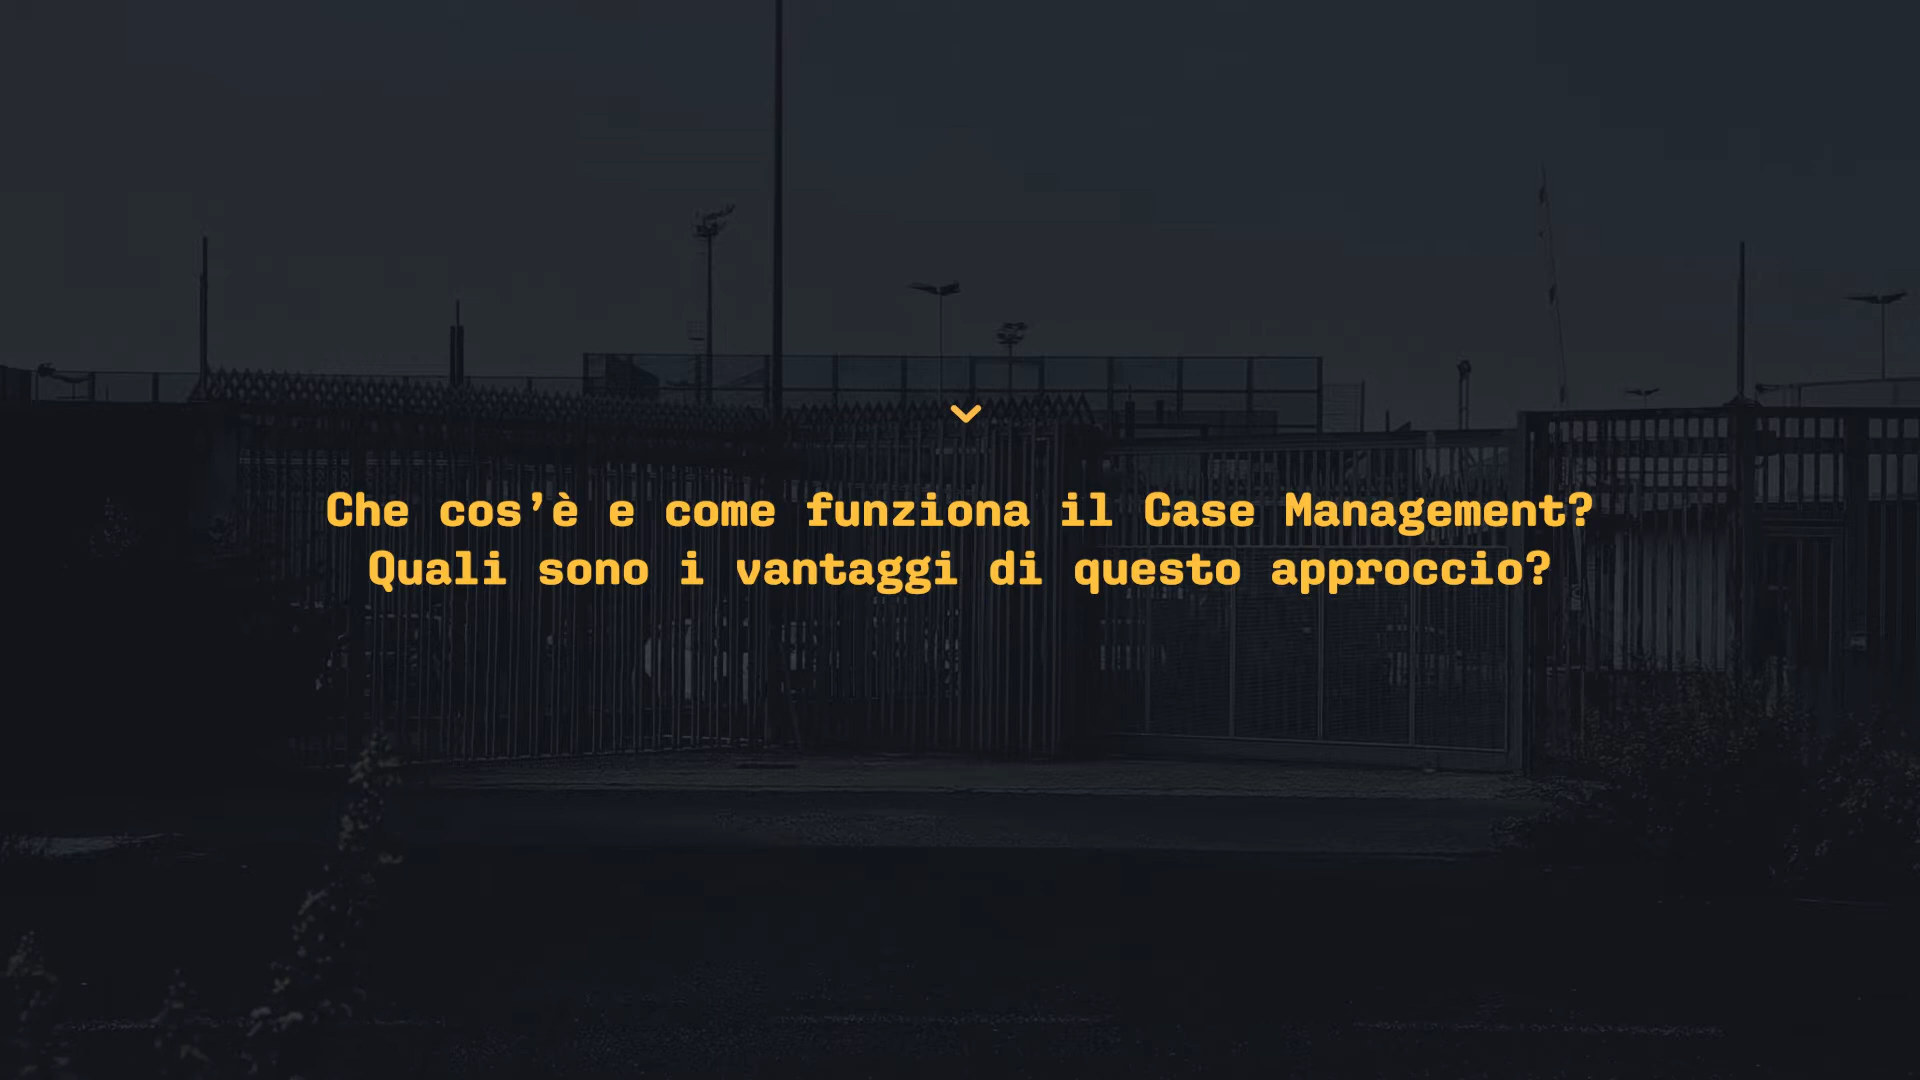 Che cos’è e come funziona il Case Management?
Quali sono i vantaggi di questo approccio?